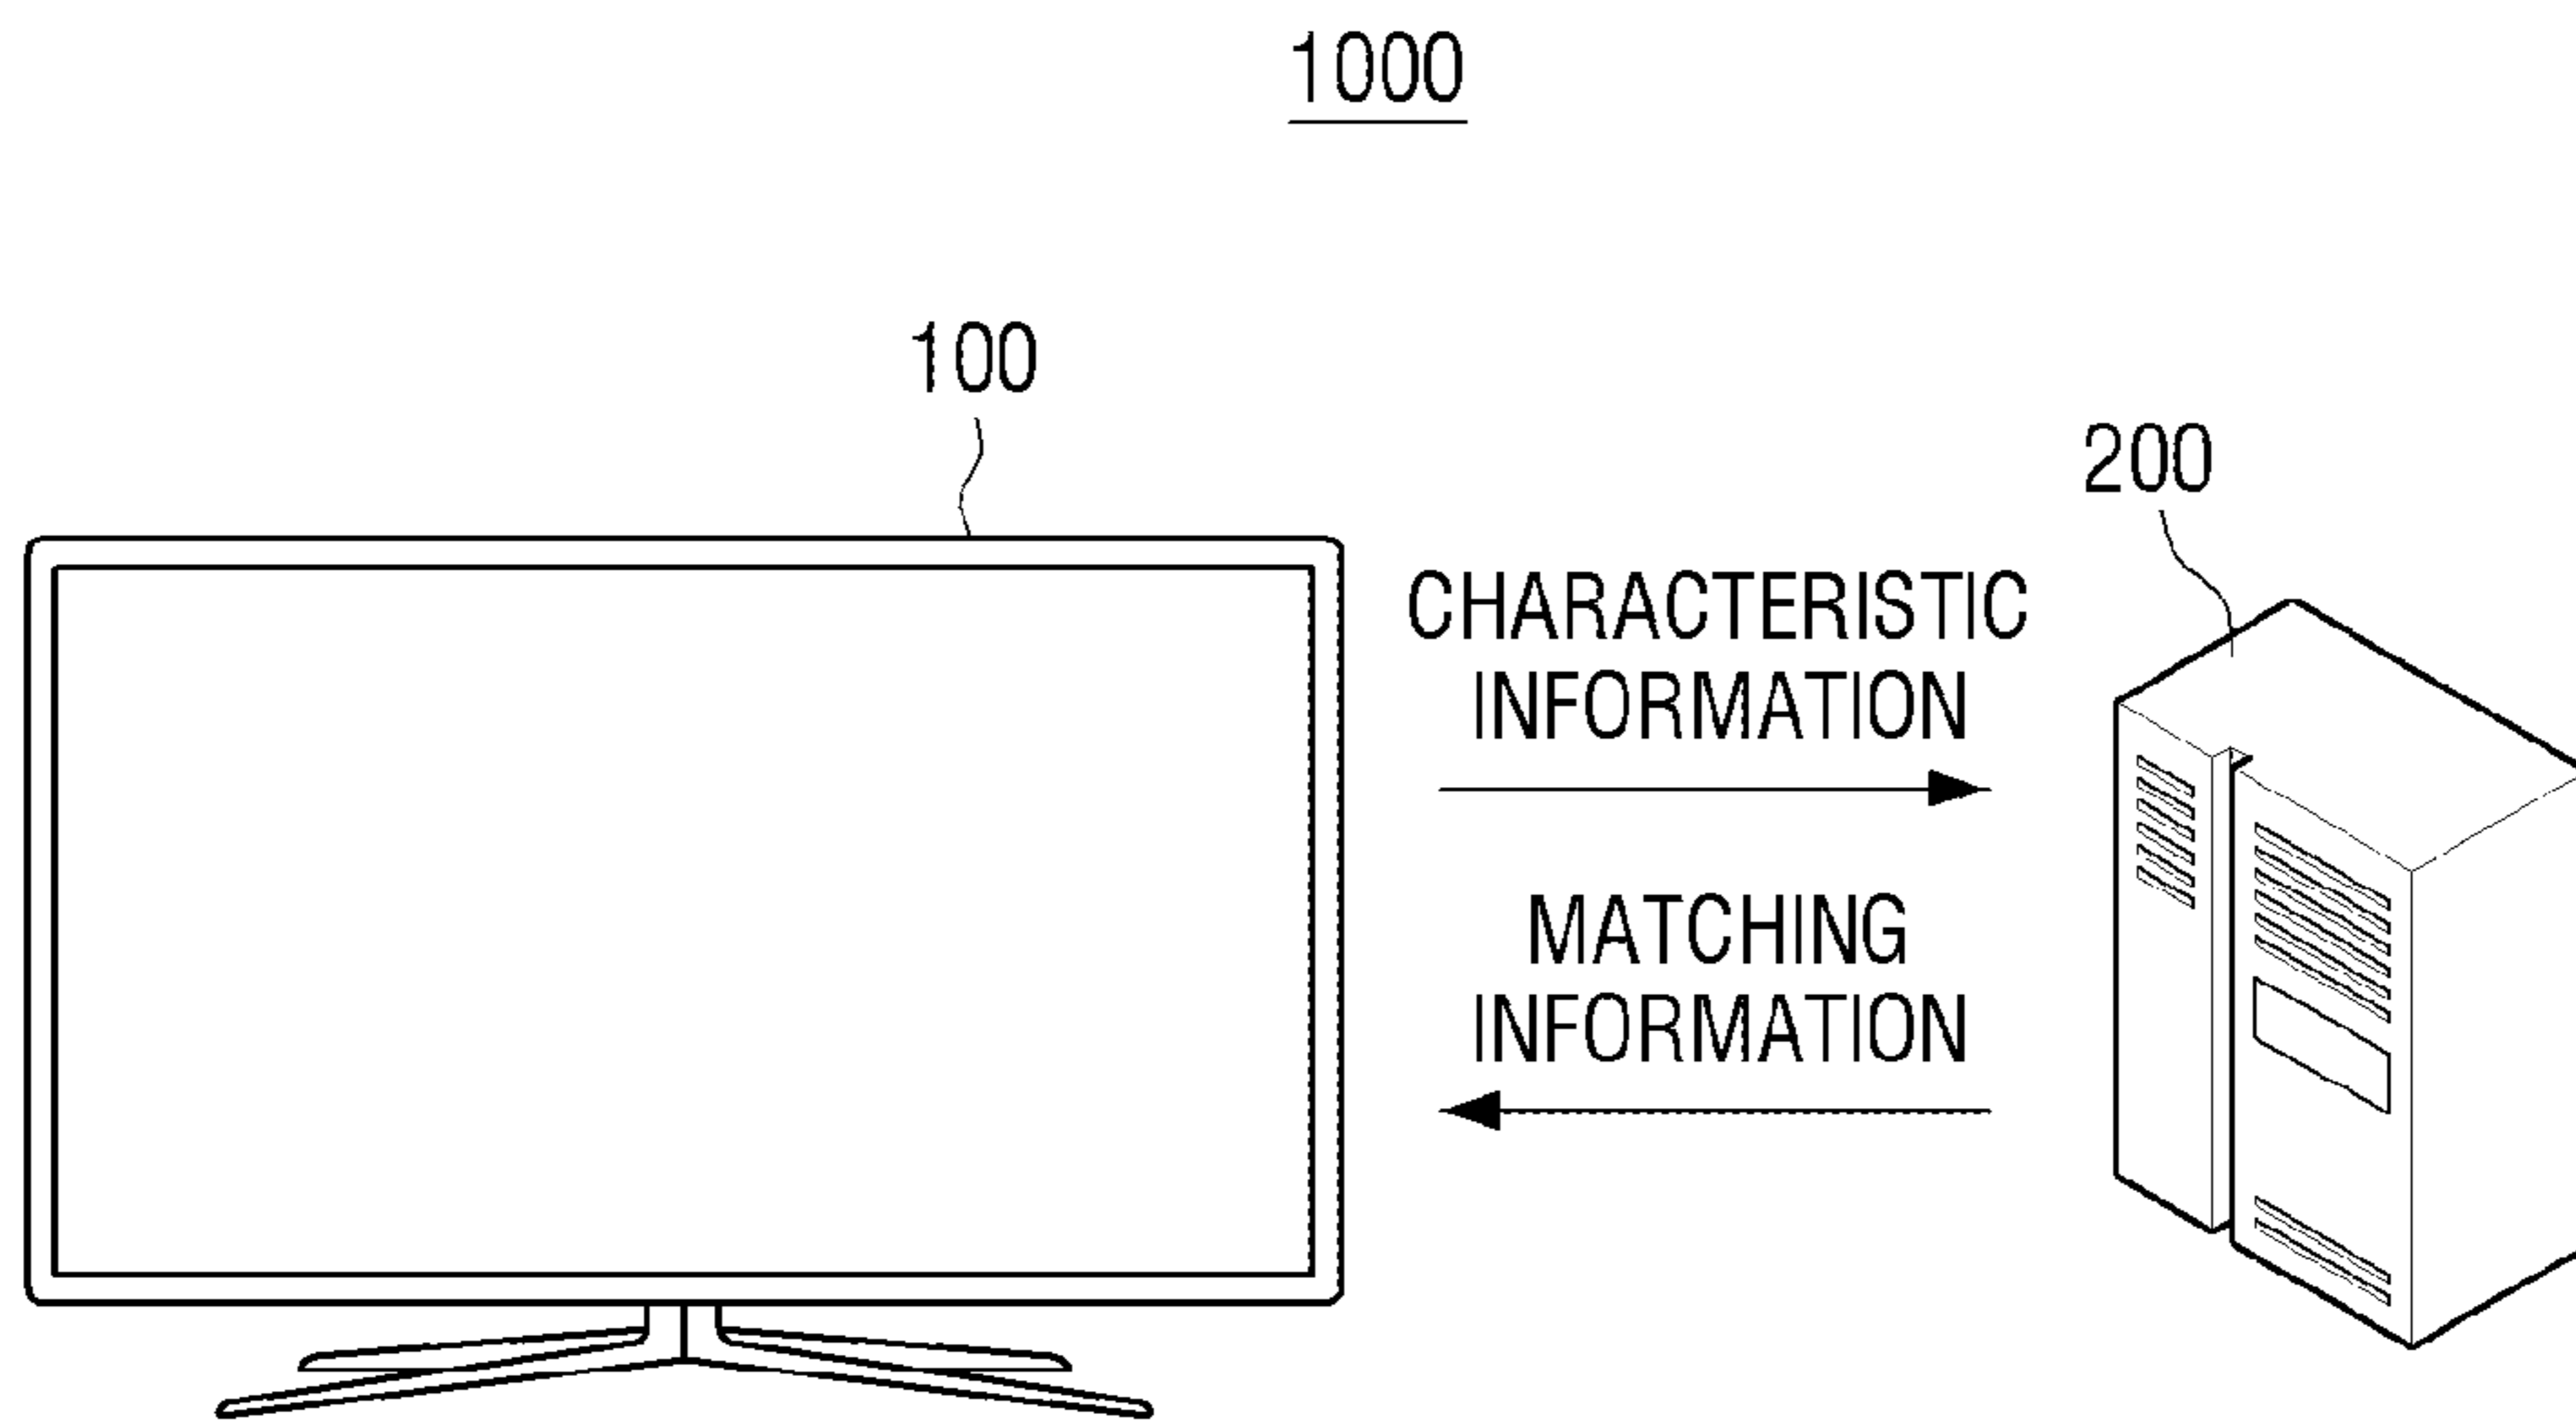 1000
100
200
CHARACTERISTIC
INFORMATION
MATCHING
INFORMATION